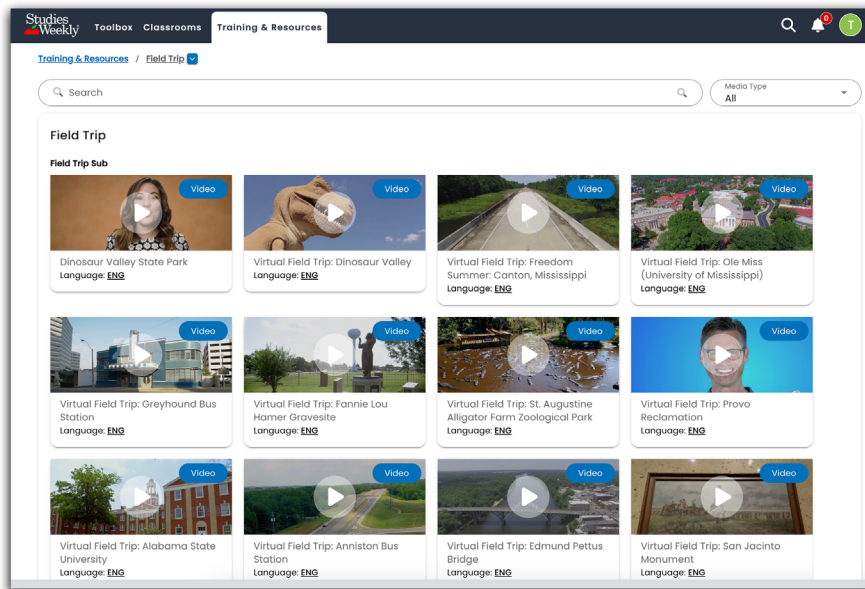 Studies
Weekly
Toolbox Classrooms Training & Resources
0
T
Training & Resources / Field Trip
Search
Media Type
All
Field Trip
Field Trip Sub
Video Video Video Video
Dinosaur Valley State Park
Language: ENG
Virtual Field Trip: Dinosaur Valley
Language: ENG
Virtual Field Trip: Freedom
Summer: Canton, Mississippi
Language: ENG
Virtual Field Trip: Ole Miss
(University of Mississippi)
Language: ENG
Video Video Video Video
Virtual Field Trip: Greyhound Bus
Station
Language: ENG
Virtual Field Trip: Fannie Lou
Hamer Gravesite
Language: ENG
Virtual Field Trip: St. Augustine
Alligator Farm Zoological Park
Language: ENG
Virtual Field Trip: Provo
Reclamation
Language: ENG
Video Video Video Video
Virtual Field Trip: Alabama State
University
Language: ENG
Virtual Field Trip: Anniston Bus
Station
Language: ENG
Virtual Field Trip: Edmund Pettus
Bridge
Language: ENG
Virtual Field Trip: San Jacinto
Monument
Language: ENG